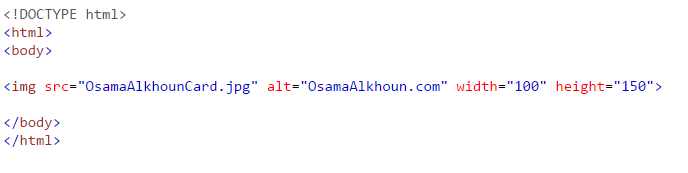 <!DOCTYPE html>
<html>
<body>
<img src="OsamaAlkhounCard.jpg" alt="OsamaAlkhoun.com" width="100" height="150">
</body>
</html>